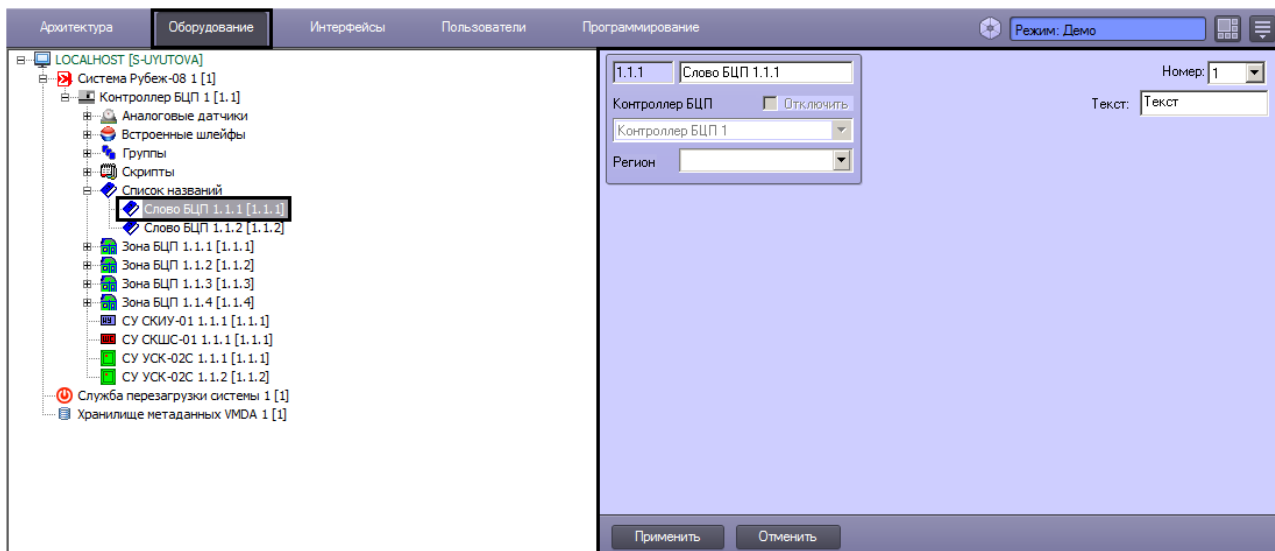 Архитектура Оборудование Интерфейсы Пользователи Программирование Режим: Демо
LOCALHOST [S-UYUTOVA]
Система Рубеж-08 1 [1]
Контроллер БЦП 1 [1.1]
Аналоговые датчики
Встроенные шлейфы
Группы
Скрипты
Список названий
Слово БЦП 1.1.1 [1.1.1]
Слово БЦП 1.1.2 [1.1.2]
Зона БЦП 1.1.1 [1.1.1]
Зона БЦП 1.1.2 [1.1.2]
Зона БЦП 1.1.3 [1.1.3]
Зона БЦП 1.1.4 [1.1.4]
СУ СКИУ-01 1.1.1 [1.1.1]
СУ СКШС-01 1.1.1 [1.1.1]
СУ УСК-02С 1.1.1 [1.1.1]
СУ УСК-02С 1.1.2 [1.1.2]
Служба перезагрузки системы 1 [1]
Хранилище метаданных VMDA 1 [1]
1.1.1 Слово БЦП 1.1.1
Контроллер БЦП Отключить
Контроллер БЦП 1
Регион
Номер: 1
Текст: Текст
Применить Отменить